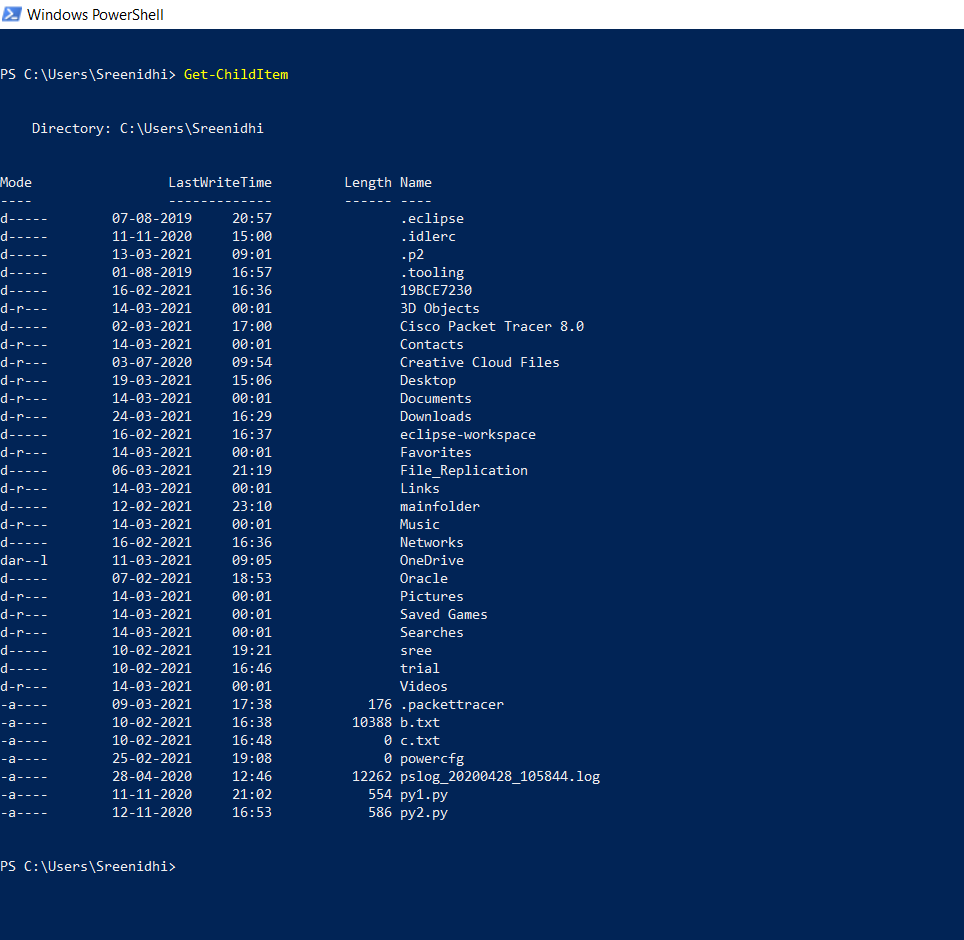 Windows PowerShell
PS C:\Users\Sreenidhi> Get-ChildItem
    Directory: C:\Users\Sreenidhi
Mode                 LastWriteTime         Length Name
----                 -------------         ------ ----
d-----        07-08-2019     20:57                .eclipse
d-----        11-11-2020     15:00                .idlerc
d-----        13-03-2021     09:01                .p2
d-----        01-08-2019     16:57                .tooling
d-----        16-02-2021     16:36                19BCE7230
d-r---        14-03-2021     00:01                3D Objects
d-----        02-03-2021     17:00                Cisco Packet Tracer 8.0
d-r---        14-03-2021     00:01                Contacts
d-r---        03-07-2020     09:54                Creative Cloud Files
d-r---        19-03-2021     15:06                Desktop
d-r---        14-03-2021     00:01                Documents
d-r---        24-03-2021     16:29                Downloads
d-----        16-02-2021     16:37                eclipse-workspace
d-r---        14-03-2021     00:01                Favorites
d-----        06-03-2021     21:19                File_Replication
d-r---        14-03-2021     00:01                Links
d-----        12-02-2021     23:10                mainfolder
d-r---        14-03-2021     00:01                Music
d-----        16-02-2021     16:36                Networks
dar--l        11-03-2021     09:05                OneDrive
d-----        07-02-2021     18:53                Oracle
d-r---        14-03-2021     00:01                Pictures
d-r---        14-03-2021     00:01                Saved Games
d-r---        14-03-2021     00:01                Searches
d-----        10-02-2021     19:21                sree
d-----        10-02-2021     16:46                trial
d-r---        14-03-2021     00:01                Videos
-a----        09-03-2021     17:38            176 .packettracer
-a----        10-02-2021     16:38          10388 b.txt
-a----        10-02-2021     16:48              0 c.txt
-a----        25-02-2021     19:08              0 powercfg
-a----        28-04-2020     12:46          12262 pslog_20200428_105844.log
-a----        11-11-2020     21:02            554 py1.py
-a----        12-11-2020     16:53            586 py2.py
PS C:\Users\Sreenidhi>